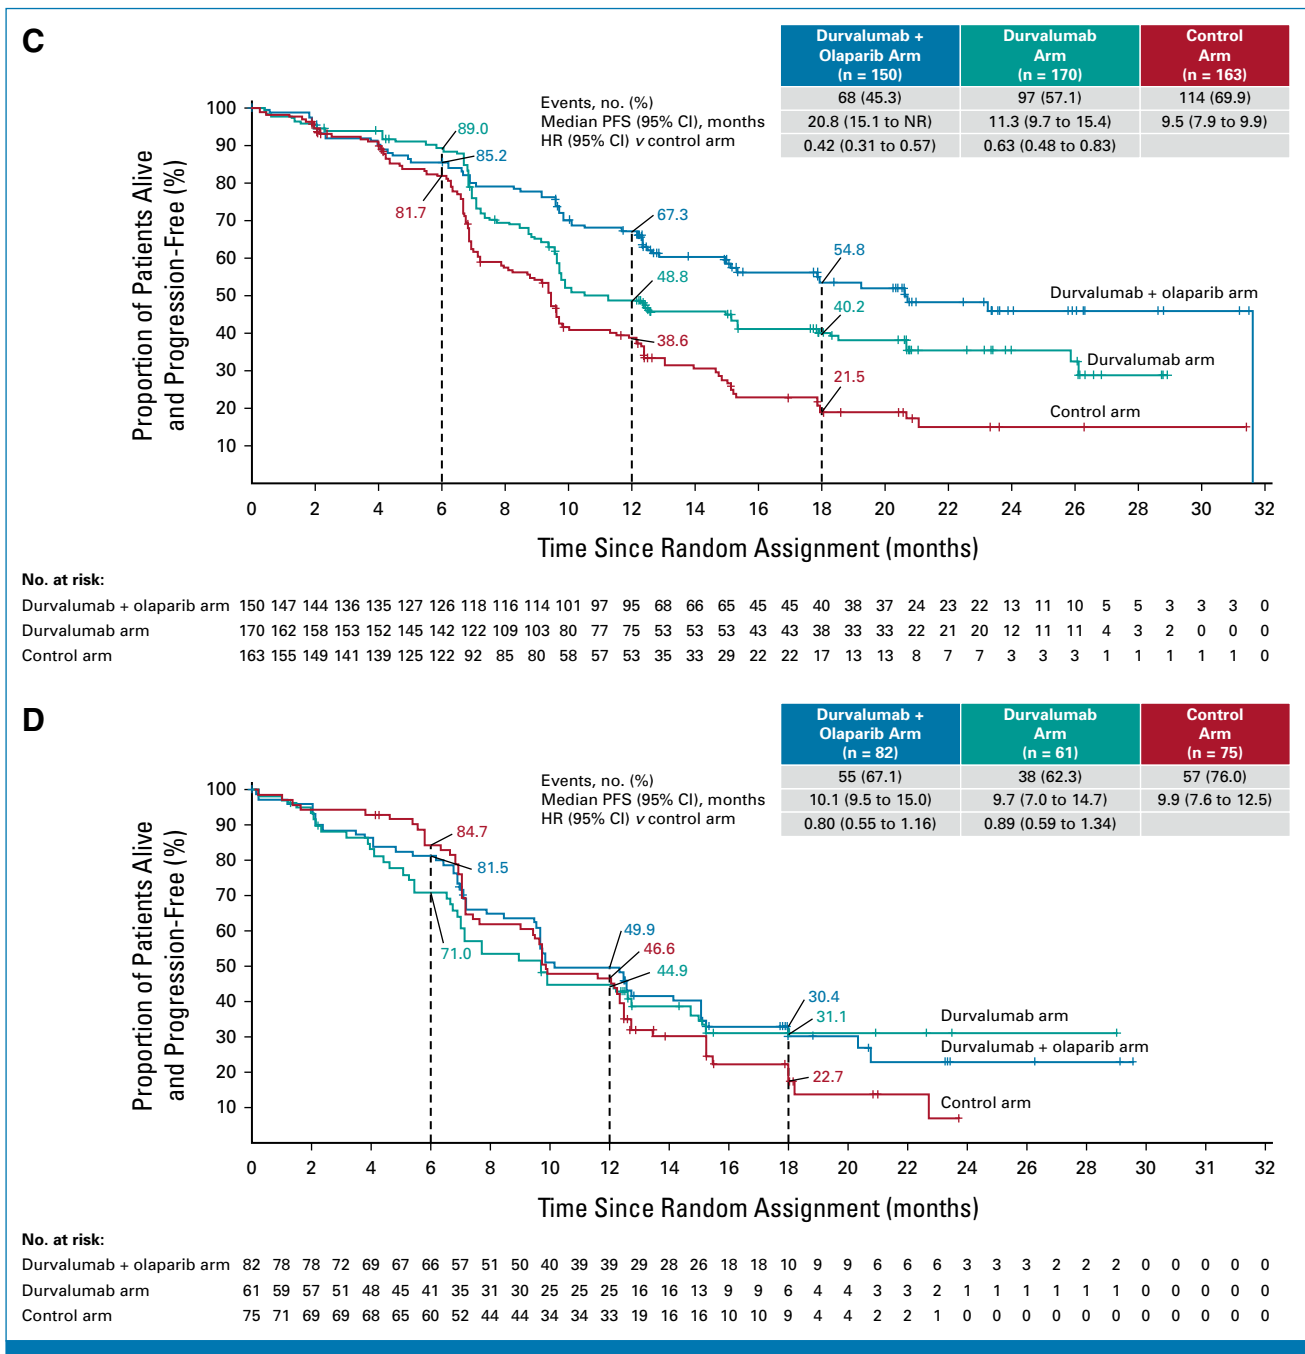 C
Durvalumab + Olaparib Arm (n = 150) Durvalumab Arm (n = 170) Control Arm (n = 163)
Events, no. (%) 68 (45.3) 97 (57.1) 114 (69.9)
Median PFS (95% CI), months 20.8 (15.1 to NR) 11.3 (9.7 to 15.4) 9.5 (7.9 to 9.9)
HR (95% CI) v control arm 0.42 (0.31 to 0.57) 0.63 (0.48 to 0.83)
Proportion of Patients Alive
and Progression-Free (%)
100
90
80
70
60
50
40
30
20
10
89.0
85.2
81.7
67.3
48.8
38.6
54.8
40.2
21.5
Durvalumab + olaparib arm
Durvalumab arm
Control arm
0 2 4 6 8 10 12 14 16 18 20 22 24 26 28 30 32
Time Since Random Assignment (months)
No. at risk:
Durvalumab + olaparib arm 150 147 144 136 135 127 126 118 116 114 101 97 95 68 66 65 45 45 40 38 37 24 23 22 13 11 10 5 5 3 3 3 0
Durvalumab arm 170 162 158 153 152 145 142 122 109 103 80 77 75 53 53 53 43 43 38 33 33 22 21 20 12 11 11 4 3 2 0 0 0
Control arm 163 155 149 141 139 125 122 92 85 80 58 57 53 35 33 29 22 22 17 13 13 8 7 7 3 3 3 1 1 1 1 1 0
D
Durvalumab + Olaparib Arm (n = 82) Durvalumab Arm (n = 61) Control Arm (n = 75)
Events, no. (%) 55 (67.1) 38 (62.3) 57 (76.0)
Median PFS (95% CI), months 10.1 (9.5 to 15.0) 9.7 (7.0 to 14.7) 9.9 (7.6 to 12.5)
HR (95% CI) v control arm 0.80 (0.55 to 1.16) 0.89 (0.59 to 1.34)
Proportion of Patients Alive
and Progression-Free (%)
100
90
80
70
60
50
40
30
20
10
84.7
81.5
71.0
49.9
46.6
44.9
30.4
31.1
22.7
Durvalumab arm
Durvalumab + olaparib arm
Control arm
0 2 4 6 8 10 12 14 16 18 20 22 24 26 28 30 32
Time Since Random Assignment (months)
No. at risk:
Durvalumab + olaparib arm 82 78 78 72 69 67 66 57 51 50 40 39 39 29 28 26 18 18 10 9 9 6 6 6 3 3 3 2 2 2 0 0 0 0 0
Durvalumab arm 61 59 57 51 48 45 41 35 31 30 25 25 25 16 16 13 9 9 6 4 4 3 3 2 1 1 1 1 1 1 0 0 0 0 0
Control arm 75 71 69 69 68 65 60 52 44 44 34 34 33 19 16 16 10 10 9 4 4 2 2 1 0 0 0 0 0 0 0 0 0 0 0